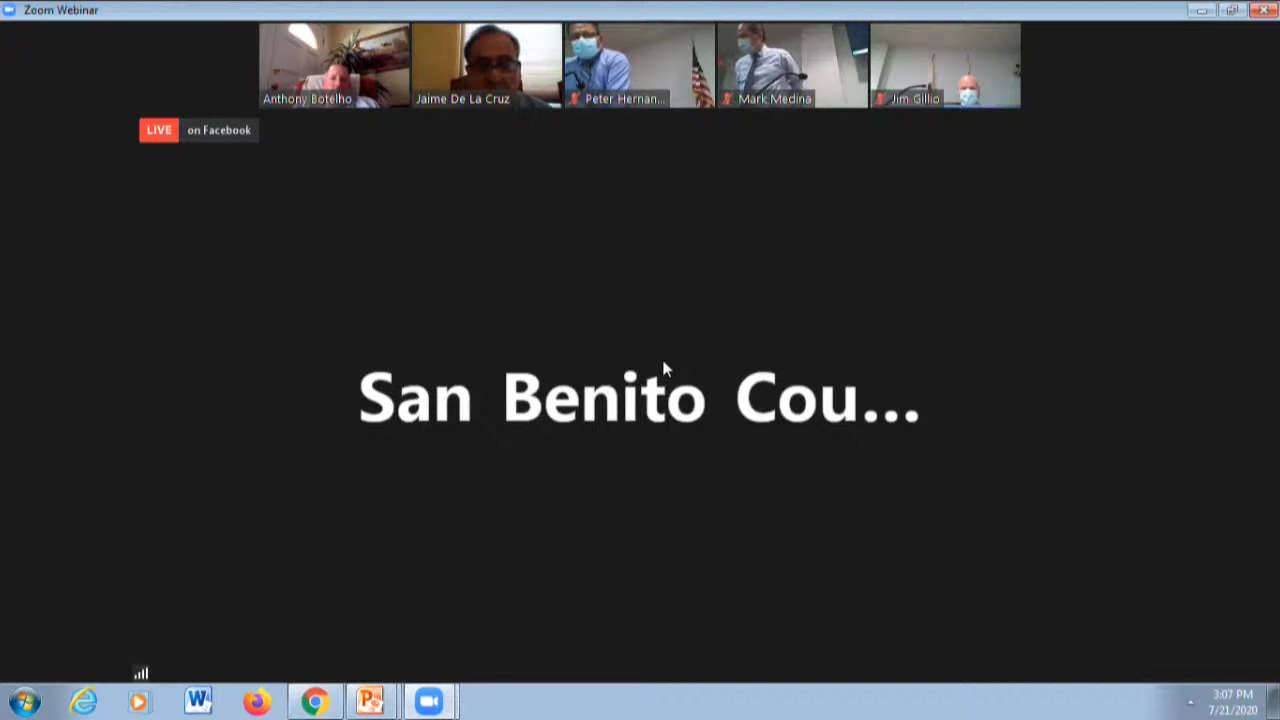 Zoom Webinar
Anthony Botelho
Jaime De La Cruz
Peter Hernan...
Mark Medina
Jim Gillio
LIVE on Facebook
San Benito Cou...
3:07 PM
7/21/2020